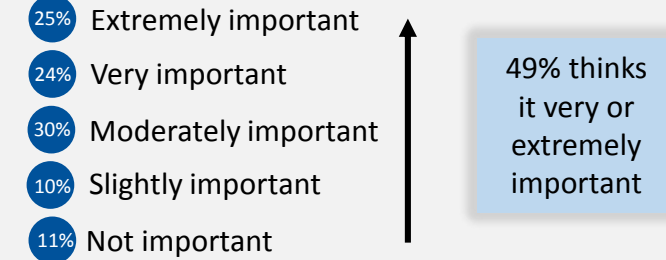 25% Extremely important
24% Very important
30% Moderately important
10% Slightly important
11% Not important
49% thinks
it very or
extremely
important